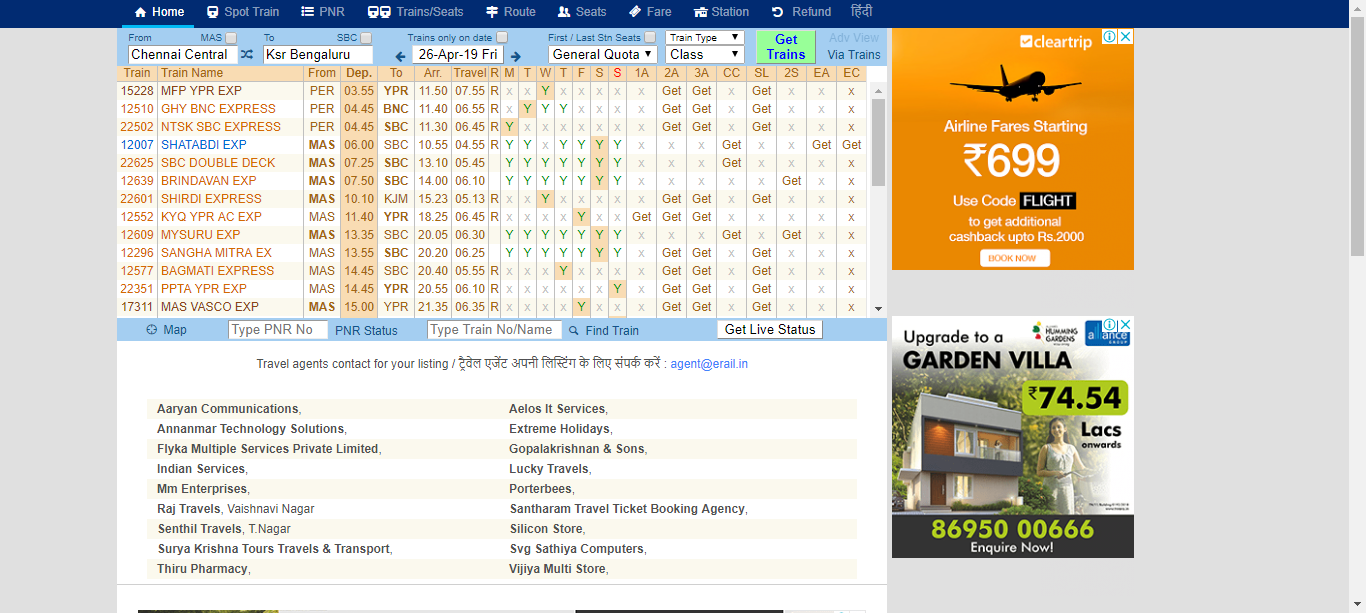 Home Spot Train PNR Trains/Seats Route Seats Fare Station Refund हिंदी
From MAS To SBC Trains only on date First / Last Stn Seats Train Type Get Trains Adv View
Chennai Central Ksr Bengaluru 26-Apr-19 Fri General Quota Class Via Trains
Train Train Name From Dep. To Arr. Travel R M T W T F S S 1A 2A 3A CC SL 2S EA EC
15228 MFP YPR EXP PER 03.55 YPR 11.50 07.55 R x x Y x x x x x Get Get x Get x x x
12510 GHY BNC EXPRESS PER 04.45 BNC 11.40 06.55 R x Y Y Y x x x x Get Get x Get x x x
22502 NTSK SBC EXPRESS PER 04.45 SBC 11.30 06.45 R Y x x x x x x x Get Get x Get x x x
12007 SHATABDI EXP MAS 06.00 SBC 10.55 04.55 R Y Y x Y Y Y Y x x x Get x x Get Get
22625 SBC DOUBLE DECK MAS 07.25 SBC 13.10 05.45 Y Y Y Y Y Y Y x x x Get x x x x
12639 BRINDAVAN EXP MAS 07.50 SBC 14.00 06.10 Y Y Y Y Y Y Y x x x x x Get x x
22601 SHIRDI EXPRESS MAS 10.10 KJM 15.23 05.13 R x x Y x x x x x Get Get x Get x x x
12552 KYQ YPR AC EXP MAS 11.40 YPR 18.25 06.45 R x x x x Y x x Get Get Get x x x x x
12609 MYSURU EXP MAS 13.35 SBC 20.05 06.30 Y Y Y Y Y Y Y x x x Get x Get x x
12296 SANGHA MITRA EX MAS 13.55 SBC 20.20 06.25 Y Y Y Y Y Y Y x Get Get x Get x x x
12577 BAGMATI EXPRESS MAS 14.45 SBC 20.40 05.55 R x x x Y x x x x Get Get x Get x x x
22351 PPTA YPR EXP MAS 14.45 YPR 20.55 06.10 R x x x x x x Y x Get Get x Get x x x
17311 MAS VASCO EXP MAS 15.00 YPR 21.35 06.35 R x x x x Y x x x Get Get x Get x x x
Map Type PNR No PNR Status Type Train No/Name Find Train Get Live Status
Travel agents contact for your listing / ट्रैवेल एजेंट अपनी लिस्टिंग के लिए संपर्क करें : agent@erail.in
Aaryan Communications, Aelos It Services,
Annanmar Technology Solutions, Extreme Holidays,
Flyka Multiple Services Private Limited, Gopalakrishnan & Sons,
Indian Services, Lucky Travels,
Mm Enterprises, Porterbees,
Raj Travels, Vaishnavi Nagar Santharam Travel Ticket Booking Agency,
Senthil Travels, T.Nagar Silicon Store,
Surya Krishna Tours Travels & Transport, Svg Sathiya Computers,
Thiru Pharmacy, Vijiya Multi Store,
cleartrip
Airline Fares Starting
₹699
Use Code FLIGHT
to get additional
cashback upto Rs.2000
BOOK NOW
Upgrade to a
HUMMING GARDENS
alliance GROUP
GARDEN VILLA
₹74.54
Lacs
onwards
86950 00666
Enquire Now!